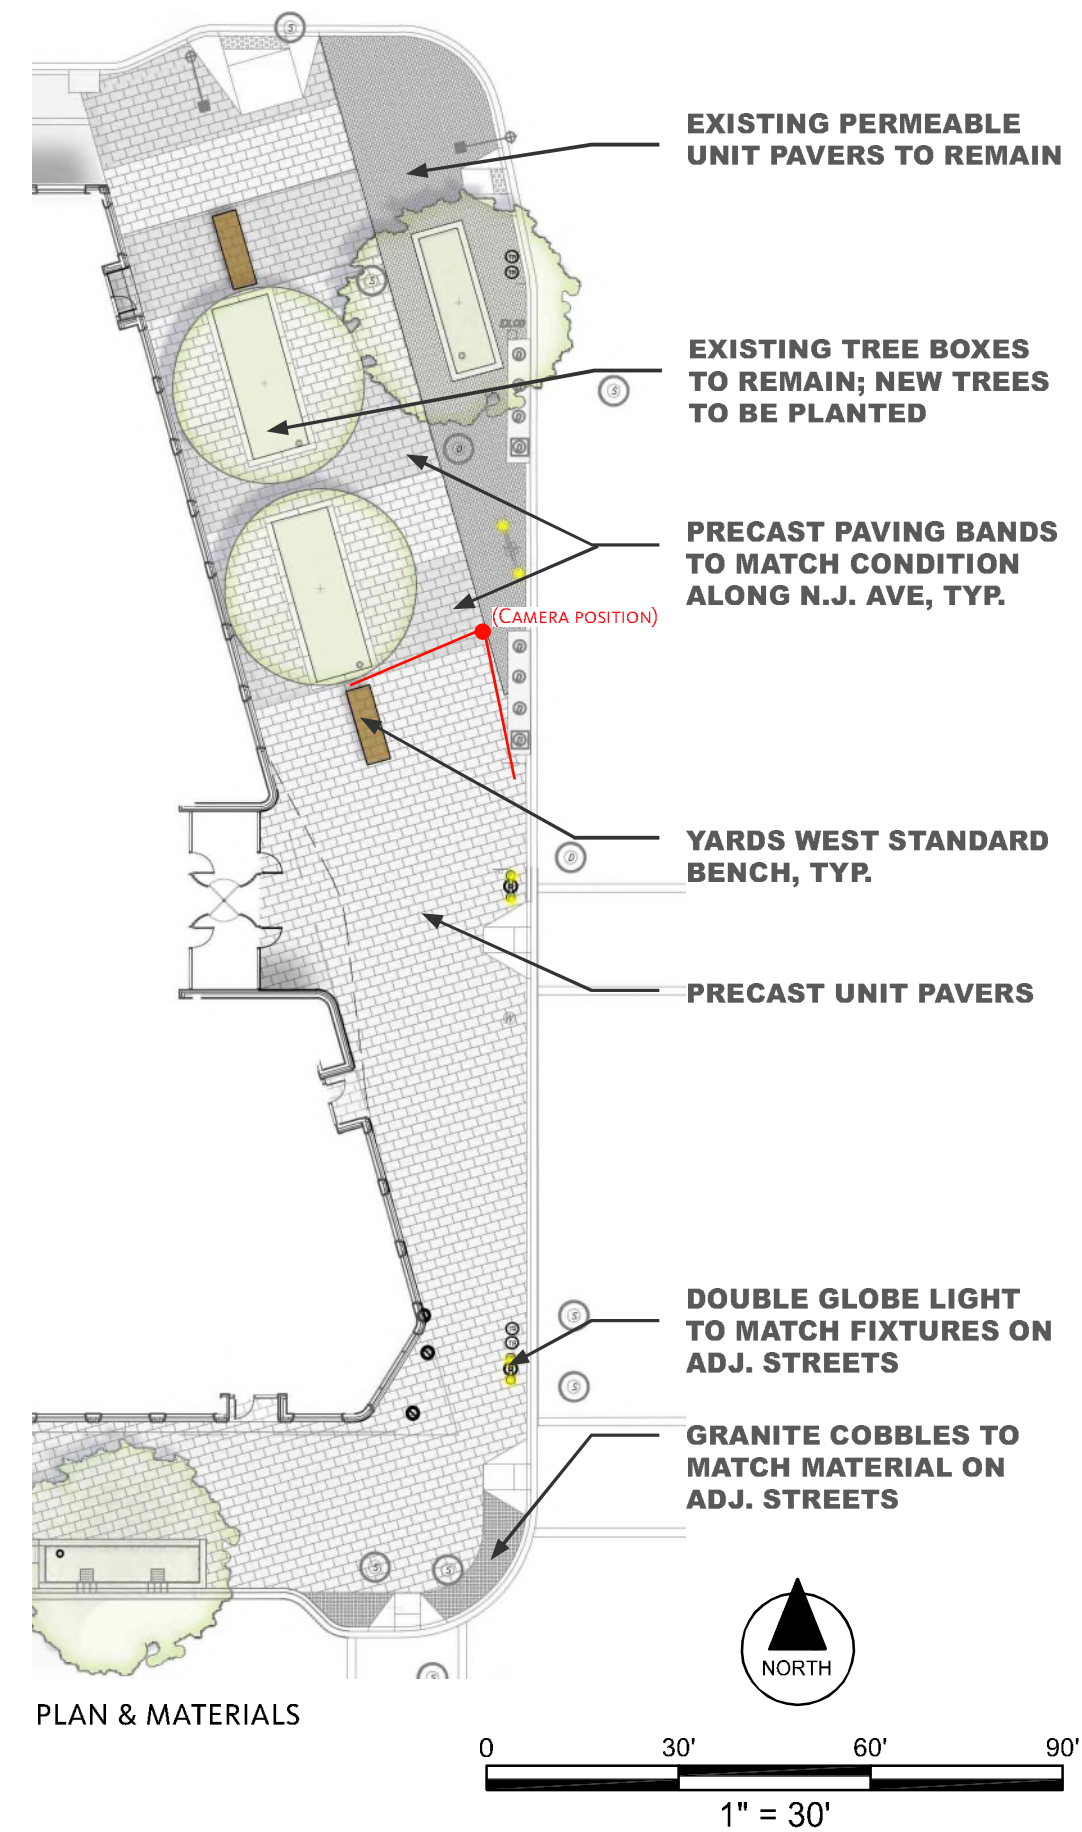 EXISTING PERMEABLE
UNIT PAVERS TO REMAIN
EXISTING TREE BOXES
TO REMAIN; NEW TREES
TO BE PLANTED
PRECAST PAVING BANDS
TO MATCH CONDITION
ALONG N.J. AVE, TYP.
(CAMERA POSITION)
YARDS WEST STANDARD
BENCH, TYP.
PRECAST UNIT PAVERS
DOUBLE GLOBE LIGHT
TO MATCH FIXTURES ON
ADJ. STREETS
GRANITE COBBLES TO
MATCH MATERIAL ON
ADJ. STREETS
NORTH
PLAN & MATERIALS
0 30' 60' 90'
1" = 30'